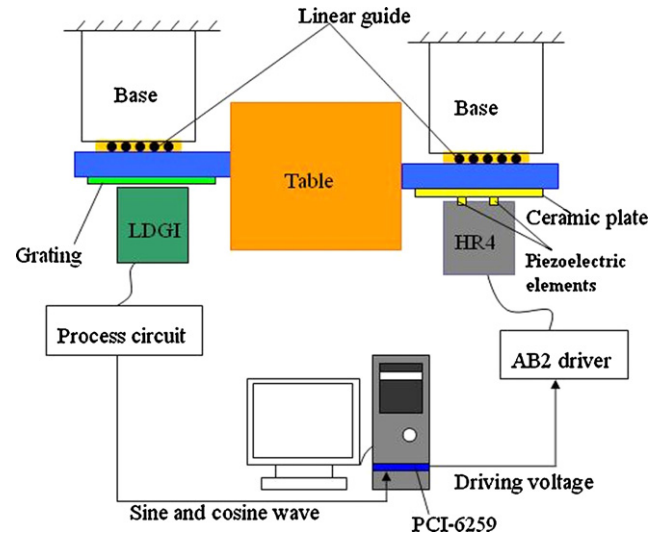 Linear guide
Base
Base
Table
Grating
LDGI
HR4
Ceramic plate
Piezoelectric
elements
Process circuit
AB2 driver
Sine and cosine wave
Driving voltage
PCI-6259